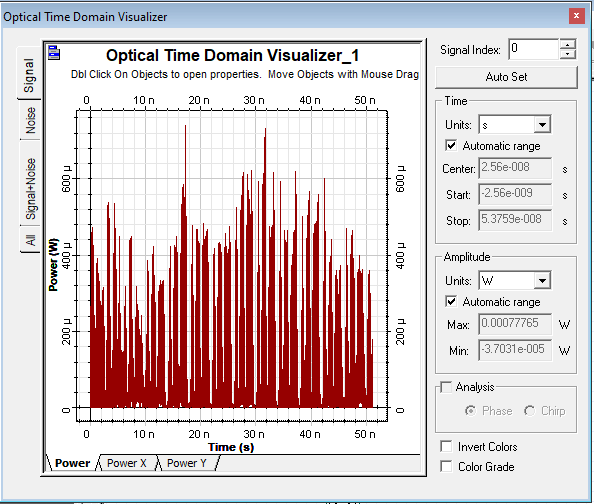 Optical Time Domain Visualizer
x
Signal
Noise
Signal+Noise
All
Optical Time Domain Visualizer_1
Dbl Click On Objects to open properties. Move Objects with Mouse Drag
0 10 n 20 n 30 n 40 n 50 n
600 µ 600 µ
400 µ 400 µ
200 µ 200 µ
0 0
Power (W)
0 10 n 20 n 30 n 40 n 50 n
Time (s)
Power Power X Power Y
Signal Index: 0
Auto Set
Time
Units: s
Automatic range
Center: 2.56e-008 s
Start: -2.56e-009 s
Stop: 5.3759e-008 s
Amplitude
Units: W
Automatic range
Max: 0.00077765 W
Min: -3.7031e-005 W
Analysis
Phase Chirp
Invert Colors
Color Grade